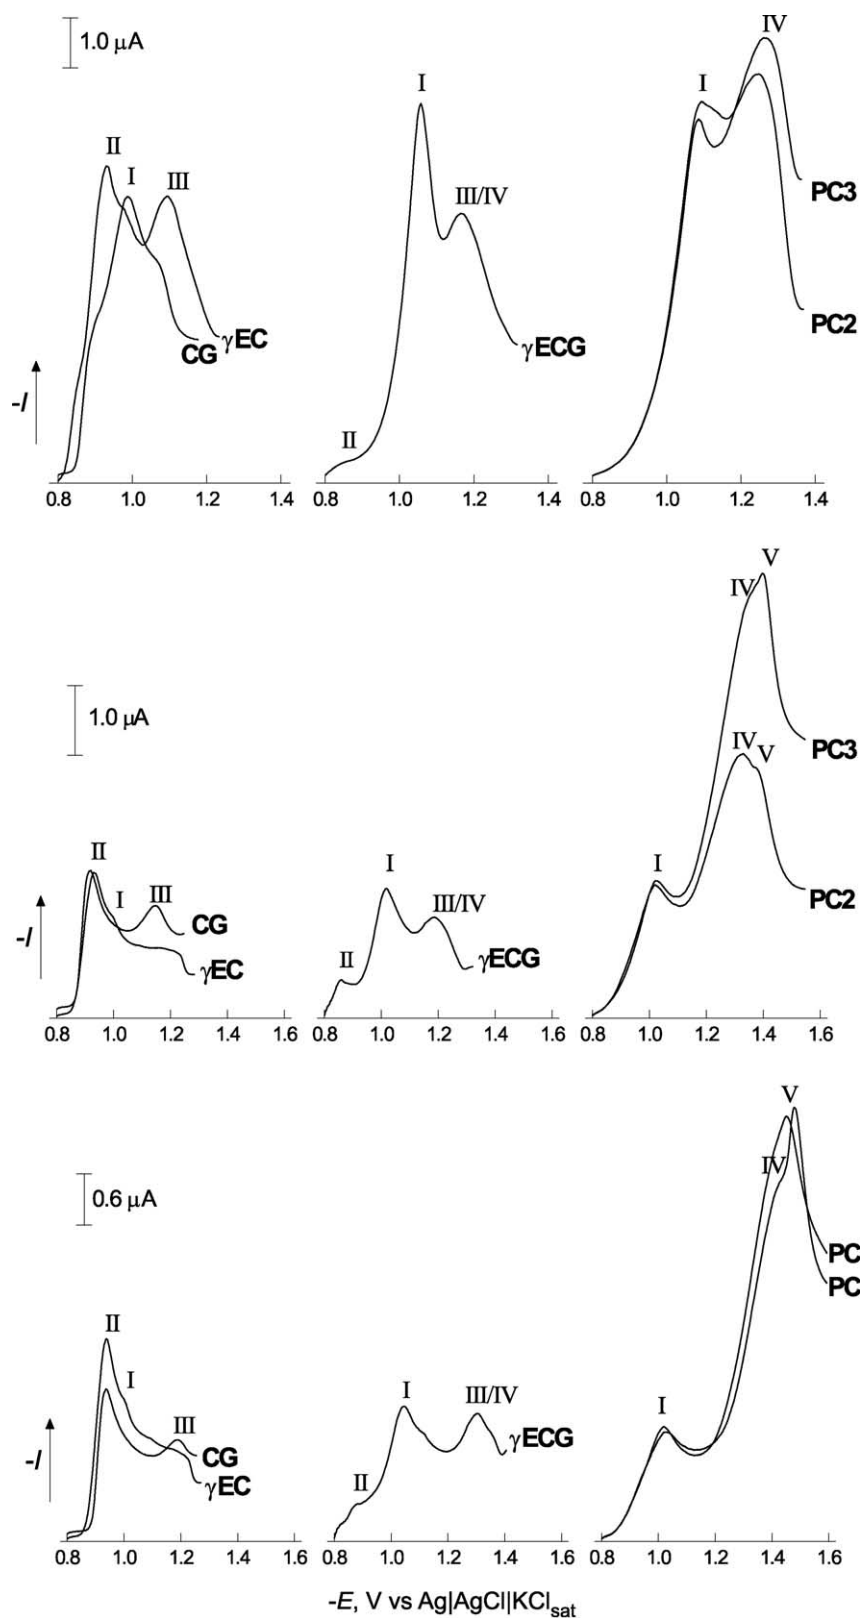 1.0 μA
II
I
III
γEC
CG
-I
0.8 1.0 1.2 1.4
I
III/IV
γECG
II
0.8 1.0 1.2 1.4
IV
I
PC3
PC2
0.8 1.0 1.2 1.4
1.0 μA
II
I
III
CG
γEC
-I
0.8 1.0 1.2 1.4 1.6
I
III/IV
II
γECG
0.8 1.0 1.2 1.4 1.6
V
IV
PC3
IV
V
I
PC2
0.8 1.0 1.2 1.4 1.6
0.6 μA
II
I
III
CG
γEC
-I
0.8 1.0 1.2 1.4 1.6
I
III/IV
γECG
II
0.8 1.0 1.2 1.4 1.6
V
IV
PC
PC
I
0.8 1.0 1.2 1.4 1.6
-E, V vs Ag|AgCl|KCl_sat